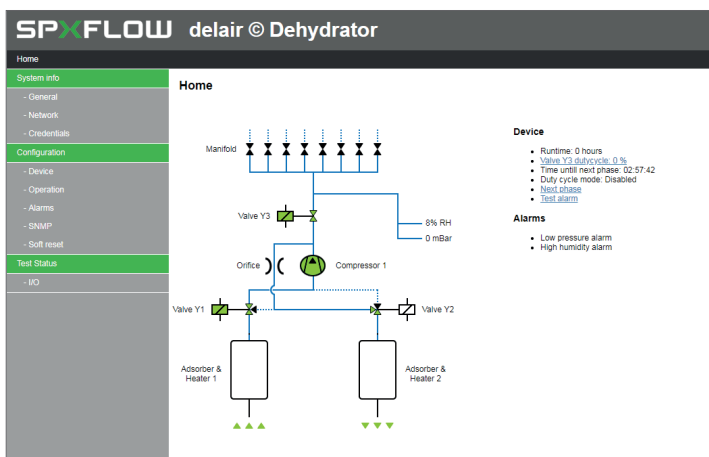 SPXFLOW delair © Dehydrator
Home
System info
- General
- Network
- Credentials
Configuration
- Device
- Operation
- Alarms
- SNMP
- Soft reset
Test Status
- I/O
Home
Manifold
Valve Y3
8% RH
0 mBar
Orifice
Compressor 1
Valve Y1
Valve Y2
Adsorber &
Heater 1
Adsorber &
Heater 2
Device
Runtime: 0 hours
Valve Y3 dutycycle: 0 %
Time untill next phase: 02:57:42
Duty cycle mode: Disabled
Next phase
Test alarm
Alarms
Low pressure alarm
High humidity alarm